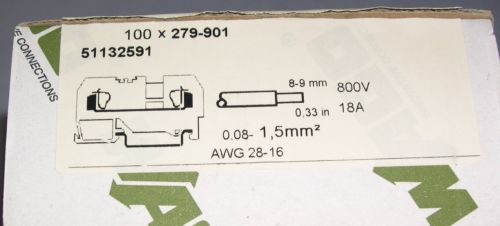 100 x 279-901
51132591
8-9 mm 800V
0,33 in 18A
0.08- 1,5mm²
AWG 28-16
VE CONNECTIONS